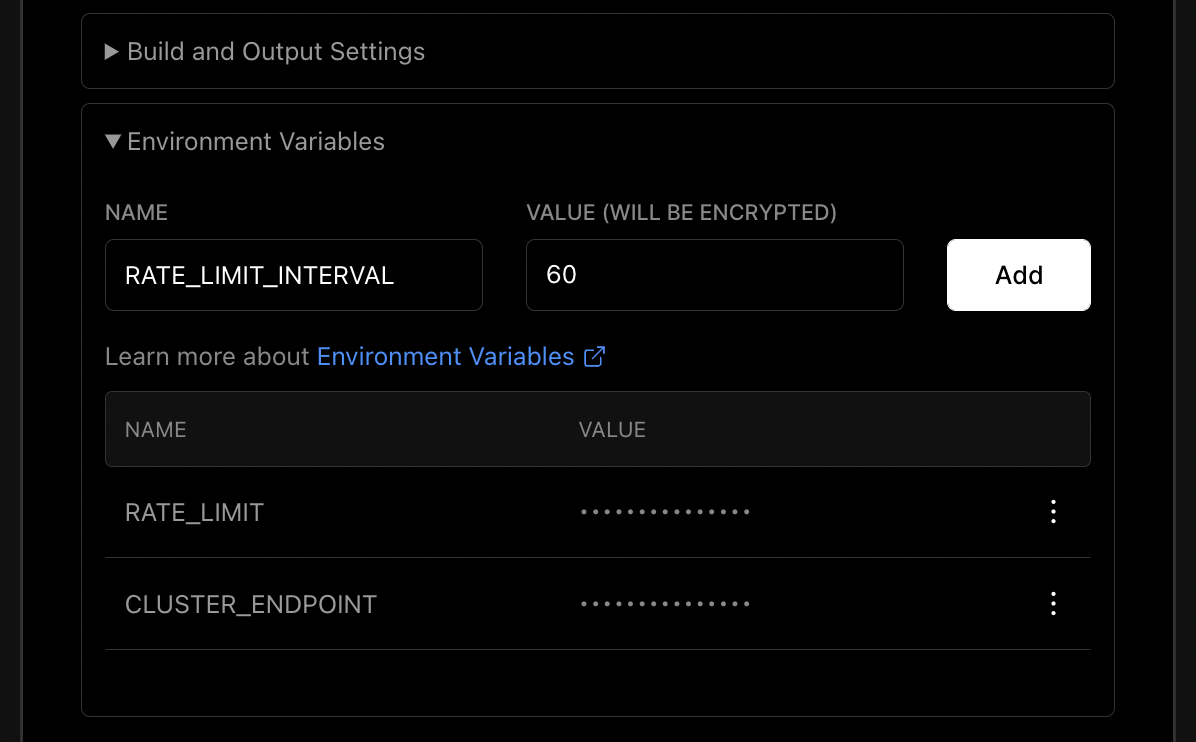 Build and Output Settings
Environment Variables
NAME VALUE (WILL BE ENCRYPTED)
RATE_LIMIT_INTERVAL 60 Add
Learn more about Environment Variables
NAME VALUE
RATE_LIMIT •••••••••••••••
CLUSTER_ENDPOINT •••••••••••••••